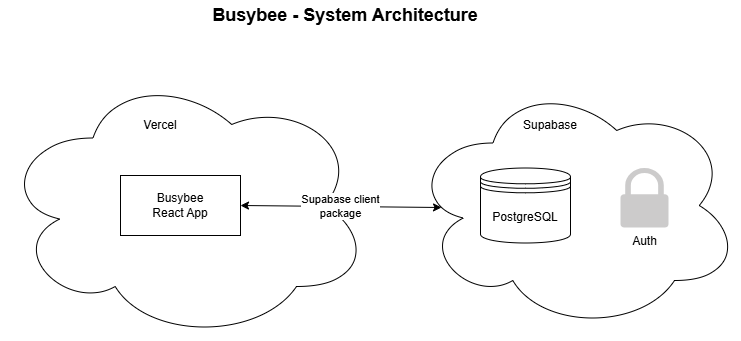 Busybee - System Architecture
Vercel
Supabase
Busybee
React App
Supabase client
package
PostgreSQL
Auth